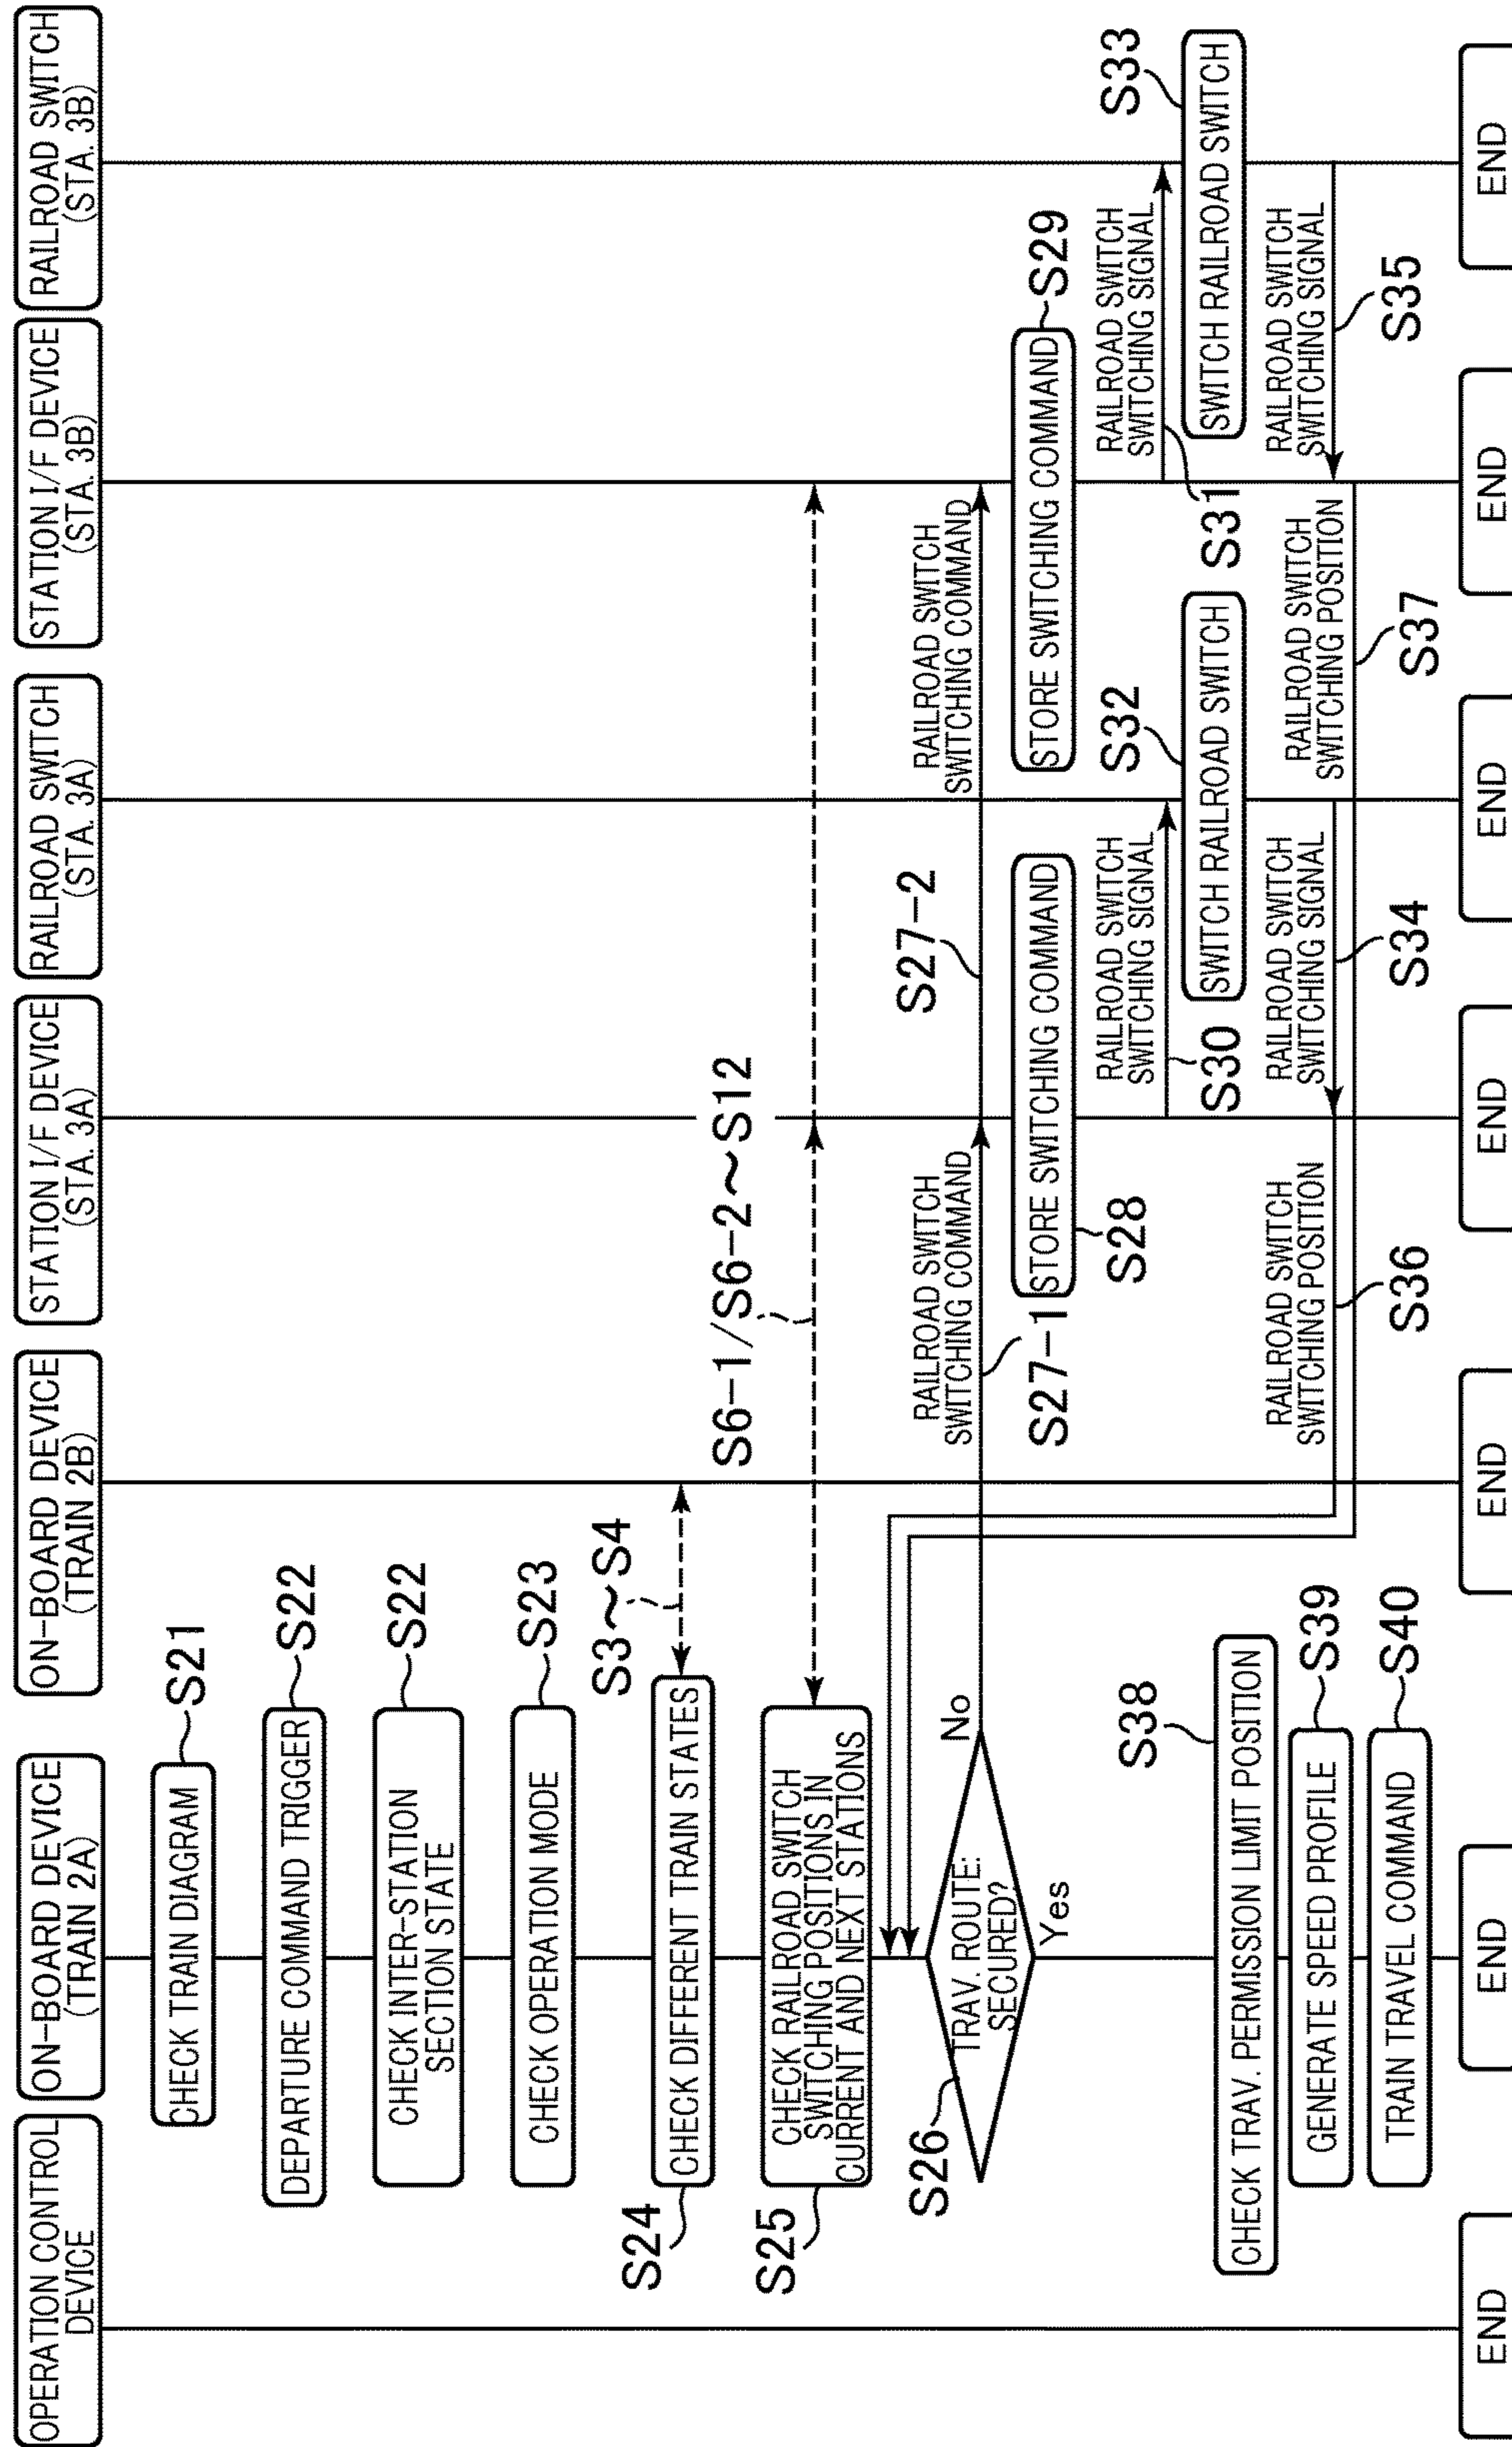 OPERATION CONTROL
DEVICE
ON-BOARD DEVICE
(TRAIN 2A)
ON-BOARD DEVICE
(TRAIN 2B)
STATION I/F DEVICE
(STA. 3A)
RAILROAD SWITCH
(STA. 3A)
STATION I/F DEVICE
(STA. 3B)
RAILROAD SWITCH
(STA. 3B)
CHECK TRAIN DIAGRAM
S21
DEPARTURE COMMAND TRIGGER
S22
CHECK INTER-STATION
SECTION STATE
S22
CHECK OPERATION MODE
S23
S3~S4
CHECK DIFFERENT TRAIN STATES
S24
S6-1/S6-2~S12
CHECK RAILROAD SWITCH
SWITCHING POSITIONS IN
CURRENT AND NEXT STATIONS
S25
S26
TRAV. ROUTE:
SECURED?
No
Yes
RAILROAD SWITCH
SWITCHING COMMAND
S27-1
S27-2
RAILROAD SWITCH
SWITCHING COMMAND
STORE SWITCHING COMMAND
S28
STORE SWITCHING COMMAND
S29
RAILROAD SWITCH
SWITCHING SIGNAL
S30
RAILROAD SWITCH
SWITCHING SIGNAL
S31
S32
SWITCH RAILROAD SWITCH
S33
SWITCH RAILROAD SWITCH
RAILROAD SWITCH
SWITCHING SIGNAL
S34
RAILROAD SWITCH
SWITCHING SIGNAL
S35
RAILROAD SWITCH
SWITCHING POSITION
S36
RAILROAD SWITCH
SWITCHING POSITION
S37
S38
CHECK TRAV. PERMISSION LIMIT POSITION
GENERATE SPEED PROFILE
S39
TRAIN TRAVEL COMMAND
S40
END
END
END
END
END
END
END